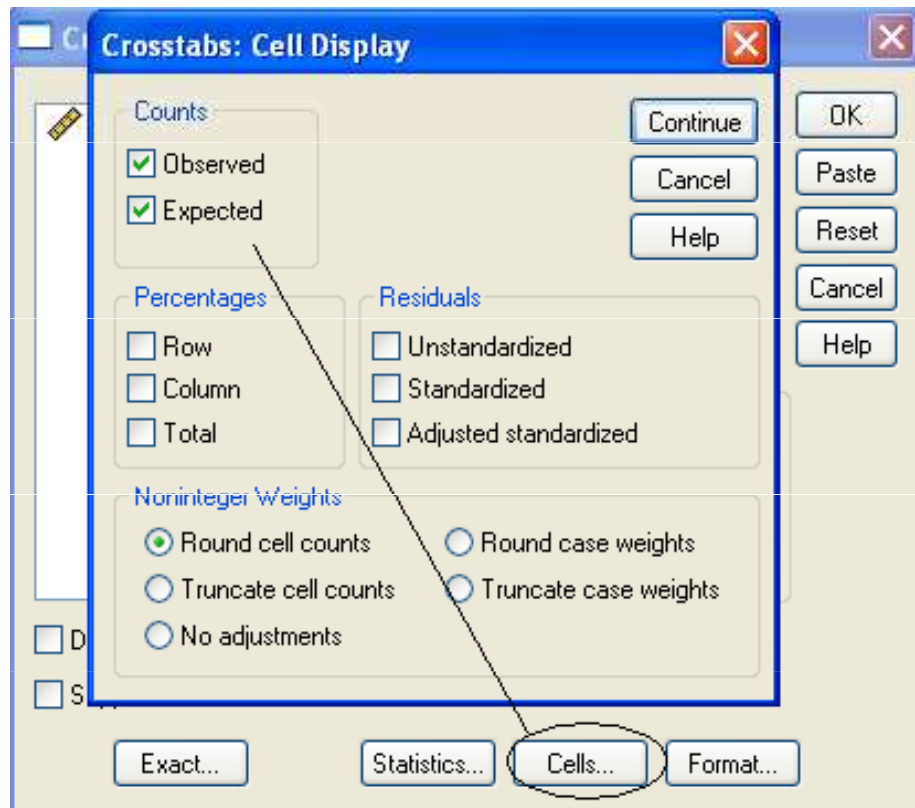 C
Crosstabs: Cell Display
Counts
Observed
Expected
Continue
Cancel
Help
Percentages
Row
Column
Total
Residuals
Unstandardized
Standardized
Adjusted standardized
Noninteger Weights
Round cell counts
Round case weights
Truncate cell counts
Truncate case weights
No adjustments
OK
Paste
Reset
Cancel
Help
D
S
Exact...
Statistics...
Cells...
Format...